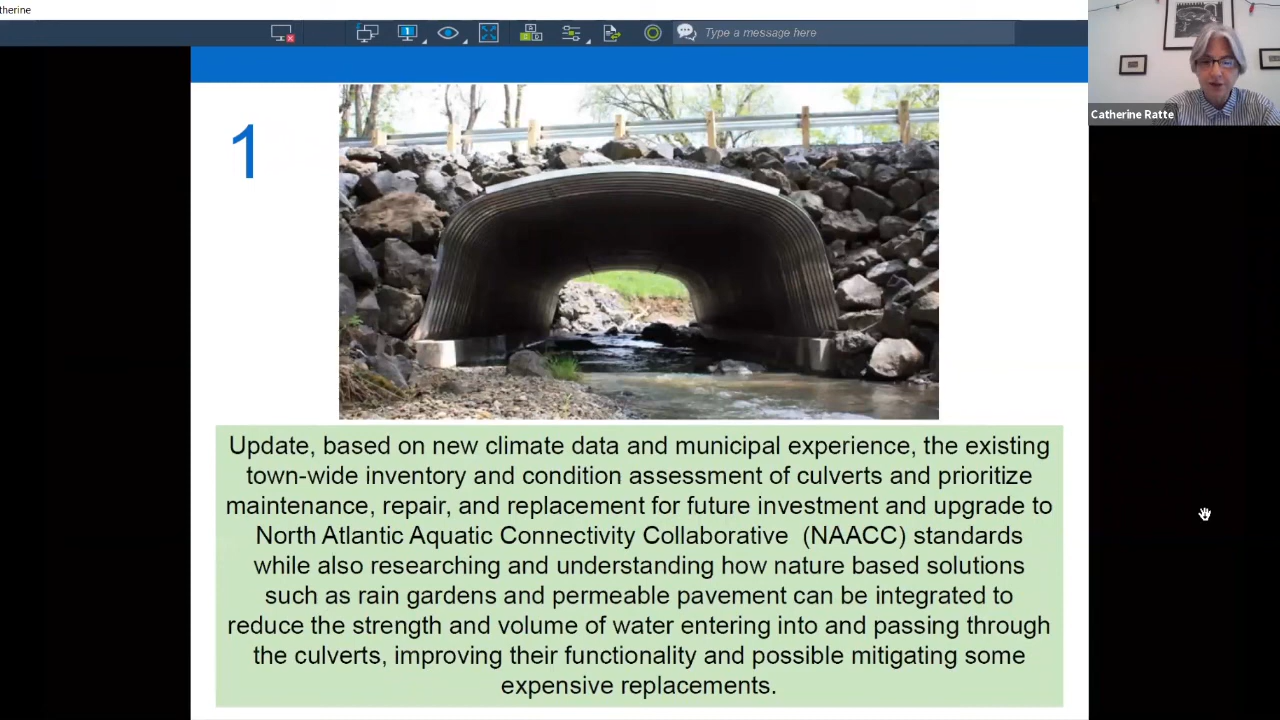 therine
1
Type a message here
Catherine Ratte
1
Update, based on new climate data and municipal experience, the existing
town-wide inventory and condition assessment of culverts and prioritize
maintenance, repair, and replacement for future investment and upgrade to
North Atlantic Aquatic Connectivity Collaborative (NAACC) standards
while also researching and understanding how nature based solutions
such as rain gardens and permeable pavement can be integrated to
reduce the strength and volume of water entering into and passing through
the culverts, improving their functionality and possible mitigating some
expensive replacements.